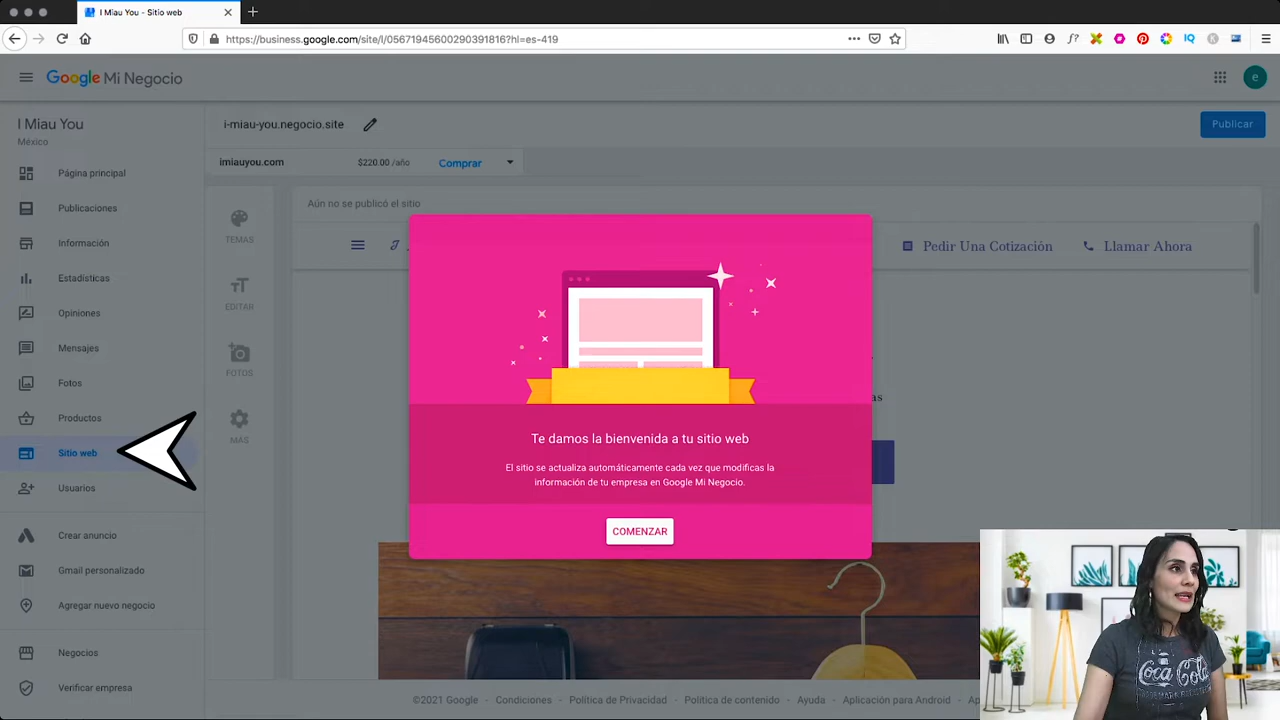 I Miau You - Sitio web
https://business.google.com/site/l/05671945600290391816?hl=es-419
Google Mi Negocio
e
I Miau You
México
Página principal
Publicaciones
Información
Estadísticas
Opiniones
Mensajes
Fotos
Productos
Sitio web
Usuarios
Crear anuncio
Gmail personalizado
Agregar nuevo negocio
Negocios
Verificar empresa
i-miau-you.negocio.site
Publicar
imiauyou.com $220.00 /año Comprar
TEMAS
EDITAR
FOTOS
MÁS
Aún no se publicó el sitio
Pedir Una Cotización Llamar Ahora
Te damos la bienvenida a tu sitio web
El sitio se actualiza automáticamente cada vez que modificas la
información de tu empresa en Google Mi Negocio.
COMENZAR
©2021 Google Condiciones Política de Privacidad Política de contenido Ayuda Aplicación para Android
Coca-Cola